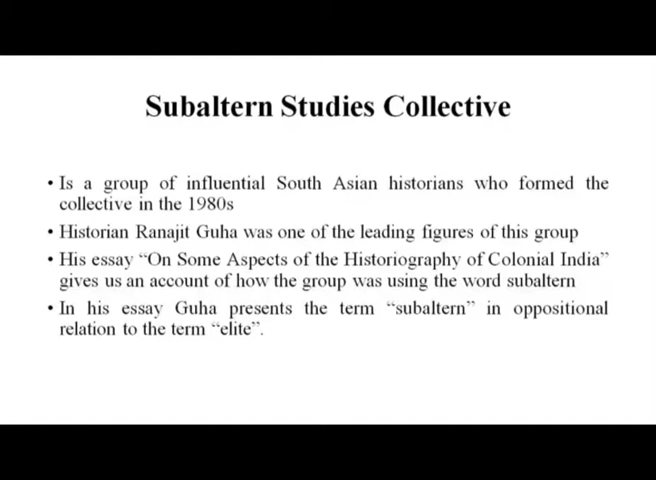 Subaltern Studies Collective
• Is a group of influential South Asian historians who formed the
collective in the 1980s
• Historian Ranajit Guha was one of the leading figures of this group
• His essay “On Some Aspects of the Historiography of Colonial India”
gives us an account of how the group was using the word subaltern
• In his essay Guha presents the term “subaltern” in oppositional
relation to the term “elite”.